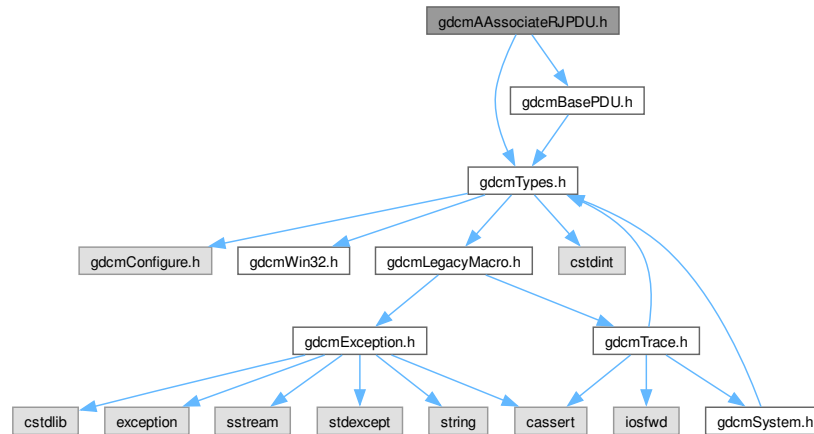 gdcmAAssociateRJPDU.h
gdcmBasePDU.h
gdcmTypes.h
gdcmConfigure.h
gdcmWin32.h
gdcmLegacyMacro.h
cstdint
gdcmException.h
gdcmTrace.h
cstdlib
exception
sstream
stdexcept
string
cassert
iosfwd
gdcmSystem.h